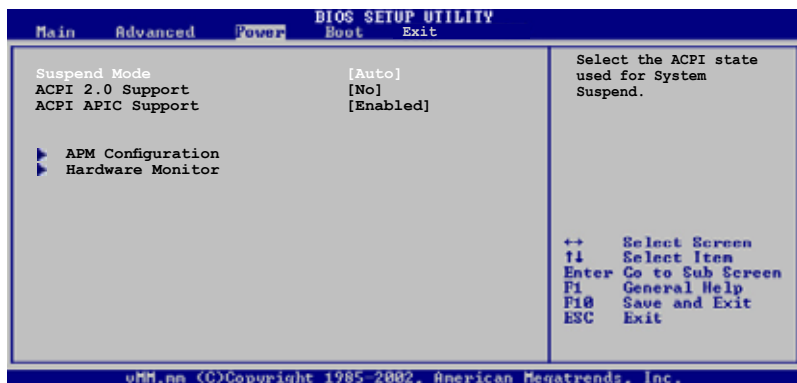 BIOS SETUP UTILITY
Main Advanced Power Boot Exit
Suspend Mode [Auto]
ACPI 2.0 Support [No]
ACPI APIC Support [Enabled]
APM Configuration
Hardware Monitor
Select the ACPI state
used for System
Suspend.
↔ Select Screen
↑↓ Select Item
Enter Go to Sub Screen
F1 General Help
F10 Save and Exit
ESC Exit
vMM.mm (C)Copyright 1985-2002, American Megatrends, Inc.